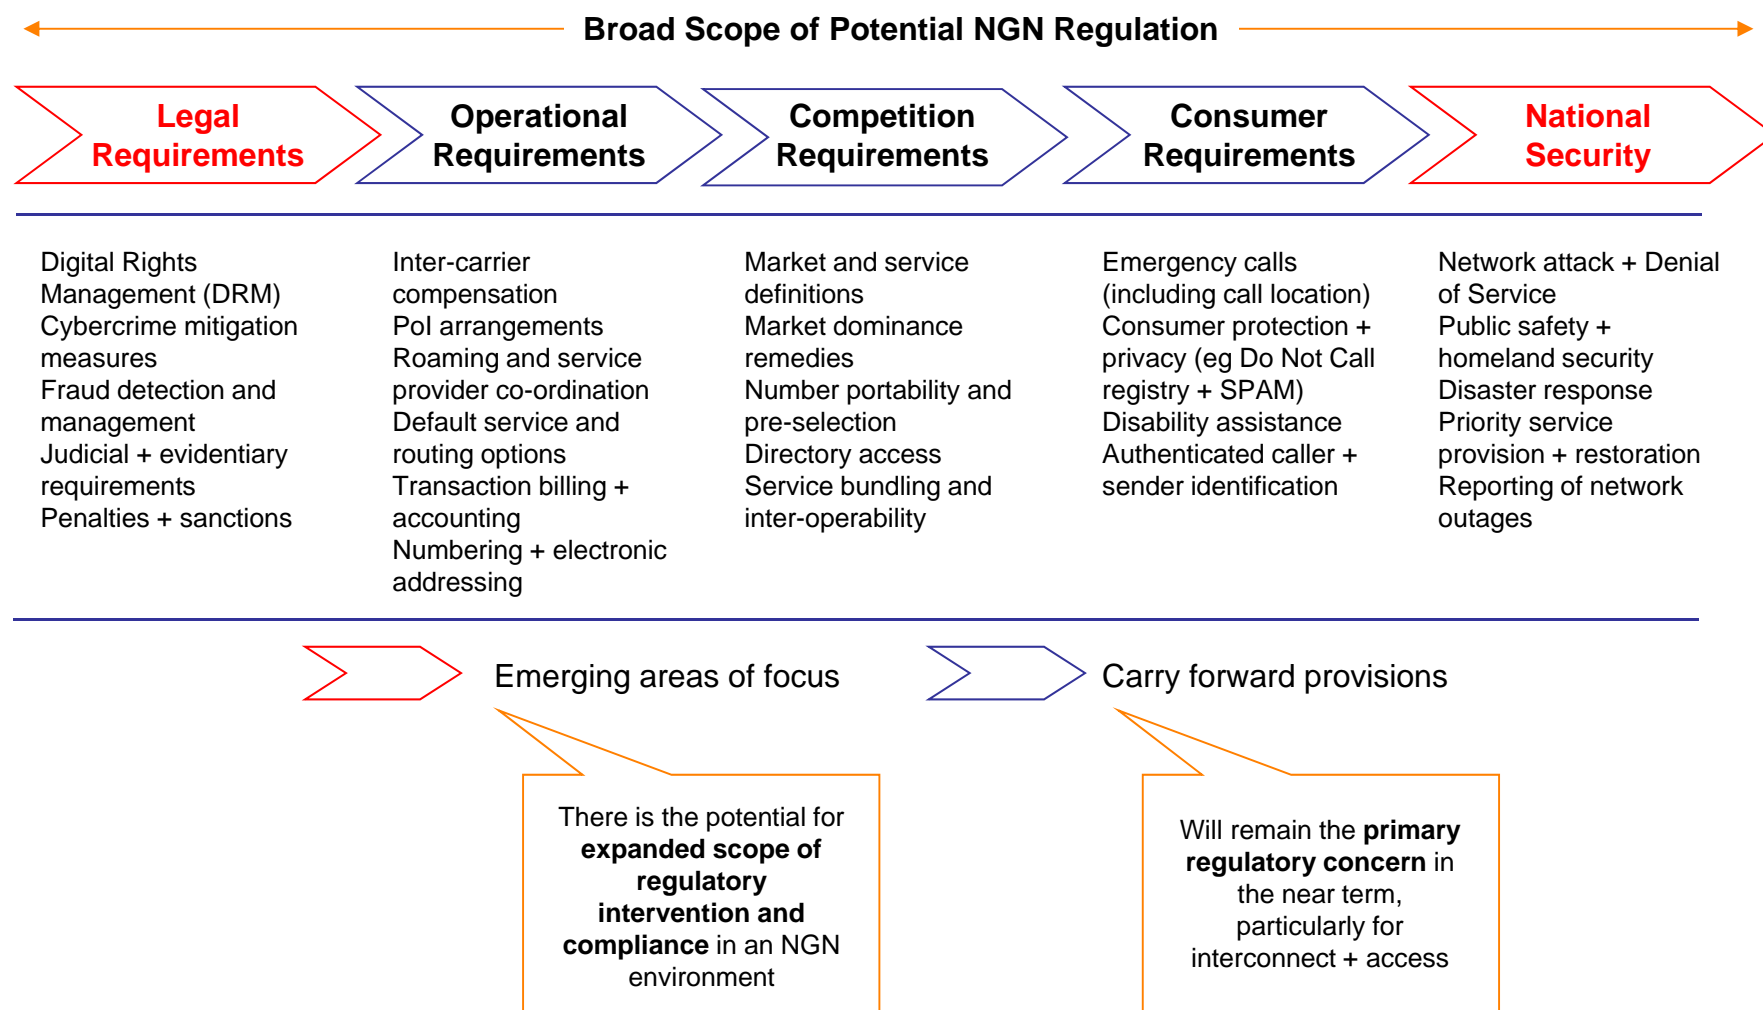 Broad Scope of Potential NGN Regulation
Legal
Requirements
Operational
Requirements
Competition
Requirements
Consumer
Requirements
National
Security
Digital Rights
Management (DRM)
Cybercrime mitigation
measures
Fraud detection and
management
Judicial + evidentiary
requirements
Penalties + sanctions
Inter-carrier
compensation
PoI arrangements
Roaming and service
provider co-ordination
Default service and
routing options
Transaction billing +
accounting
Numbering + electronic
addressing
Market and service
definitions
Market dominance
remedies
Number portability and
pre-selection
Directory access
Service bundling and
inter-operability
Emergency calls
(including call location)
Consumer protection +
privacy (eg Do Not Call
registry + SPAM)
Disability assistance
Authenticated caller +
sender identification
Network attack + Denial
of Service
Public safety +
homeland security
Disaster response
Priority service
provision + restoration
Reporting of network
outages
Emerging areas of focus
Carry forward provisions
There is the potential for
expanded scope of
regulatory
intervention and
compliance in an NGN
environment
Will remain the primary
regulatory concern in
the near term,
particularly for
interconnect + access